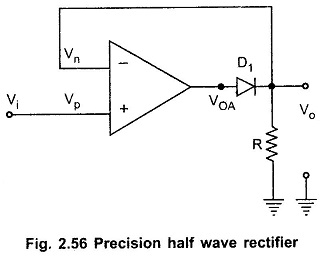 Vn
−
D1
Vi
Vp
+
VOA
Vo
R
Fig. 2.56 Precision half wave rectifier